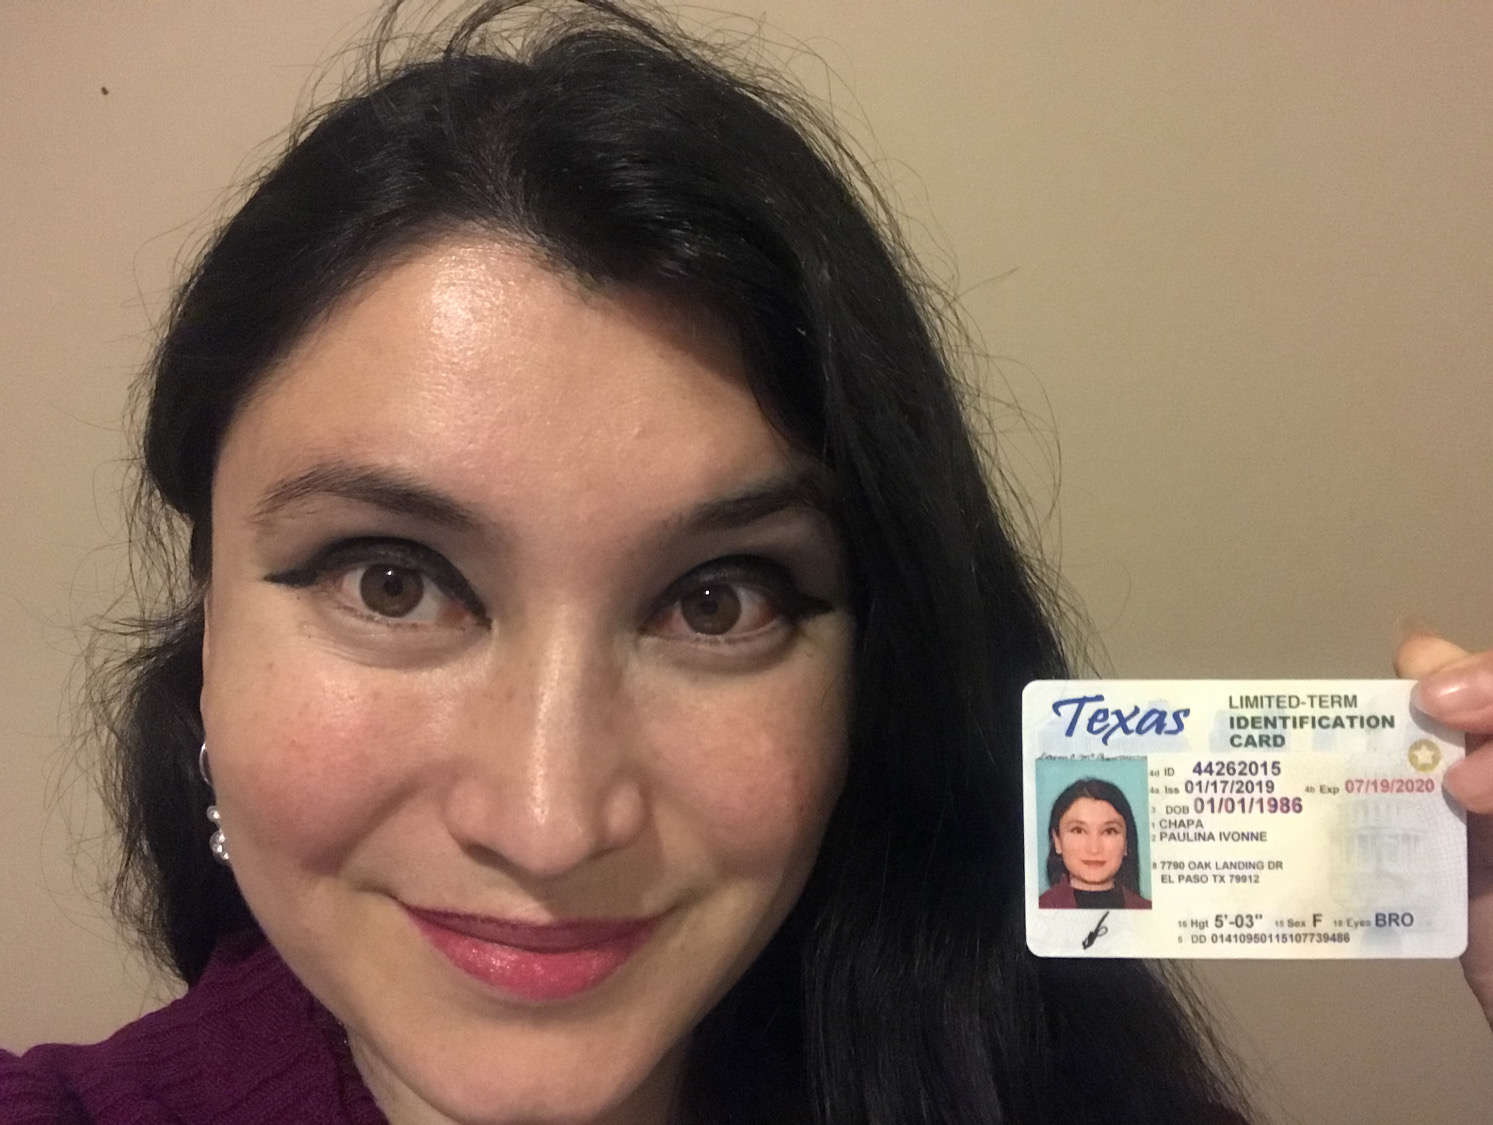 Texas
LIMITED-TERM
IDENTIFICATION
CARD
4d ID 44262015
4a Iss 01/17/2019 4b Exp 07/19/2020
3 DOB 01/01/1986
1 CHAPA
2 PAULINA IVONNE
8 7790 OAK LANDING DR
EL PASO TX 79912
16 Hgt 5'-03" 15 Sex F 18 Eyes BRO
5 DD 01410950115107739486